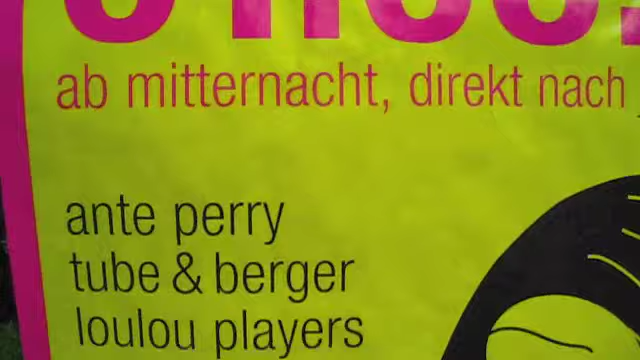 ab mitternacht, direkt nach
ante perry
tube & berger
loulou players